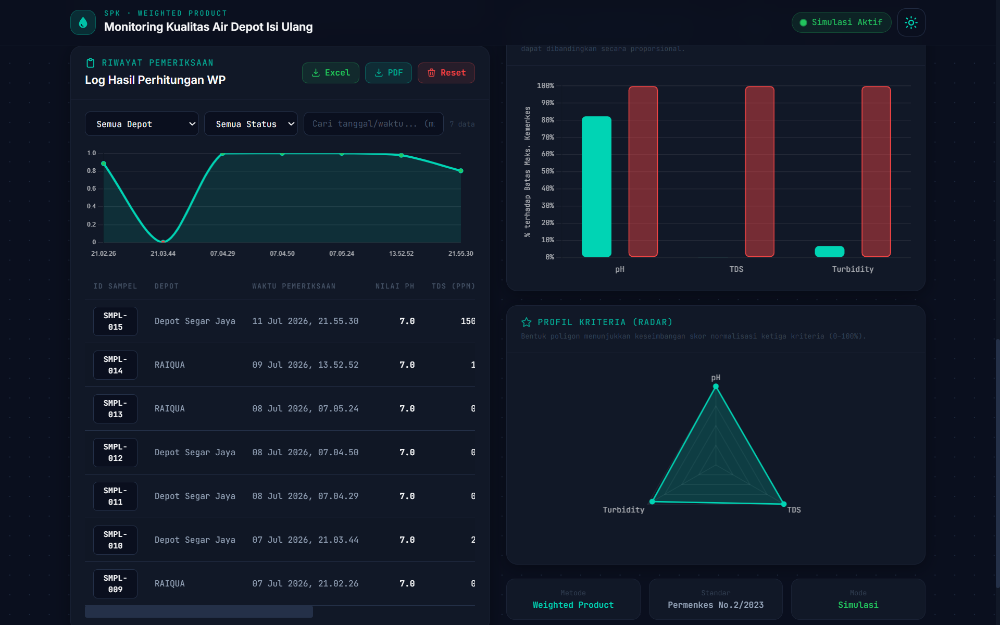 SPK · WEIGHTED PRODUCT
Monitoring Kualitas Air Depot Isi Ulang
Simulasi Aktif
RIWAYAT PEMERIKSAAN
Log Hasil Perhitungan WP
Excel
PDF
Reset
Semua Depot
Semua Status
Cari tanggal/waktu... (m
7 data
1.0
0.8
0.6
0.4
0.2
0
21.02.26 21.03.44 07.04.29 07.04.50 07.05.24 13.52.52 21.55.30
ID SAMPEL DEPOT WAKTU PEMERIKSAAN NILAI PH TDS (PPM)
SMPL-015 Depot Segar Jaya 11 Jul 2026, 21.55.30 7.0 150
SMPL-014 RAIQUA 09 Jul 2026, 13.52.52 7.0 1
SMPL-013 RAIQUA 08 Jul 2026, 07.05.24 7.0 0
SMPL-012 Depot Segar Jaya 08 Jul 2026, 07.04.50 7.0 0
SMPL-011 Depot Segar Jaya 08 Jul 2026, 07.04.29 7.0 0
SMPL-010 Depot Segar Jaya 07 Jul 2026, 21.03.44 7.0 2
SMPL-009 RAIQUA 07 Jul 2026, 21.02.26 7.0 0
dapat dibandingkan secara proporsional.
% terhadap Batas Maks. Kemenkes
100%
90%
80%
70%
60%
50%
40%
30%
20%
10%
0%
pH TDS Turbidity
PROFIL KRITERIA (RADAR)
Bentuk poligon menunjukkan keseimbangan skor normalisasi ketiga kriteria (0–100%).
pH
Turbidity
TDS
Metode
Weighted Product
Standar
Permenkes No.2/2023
Mode
Simulasi